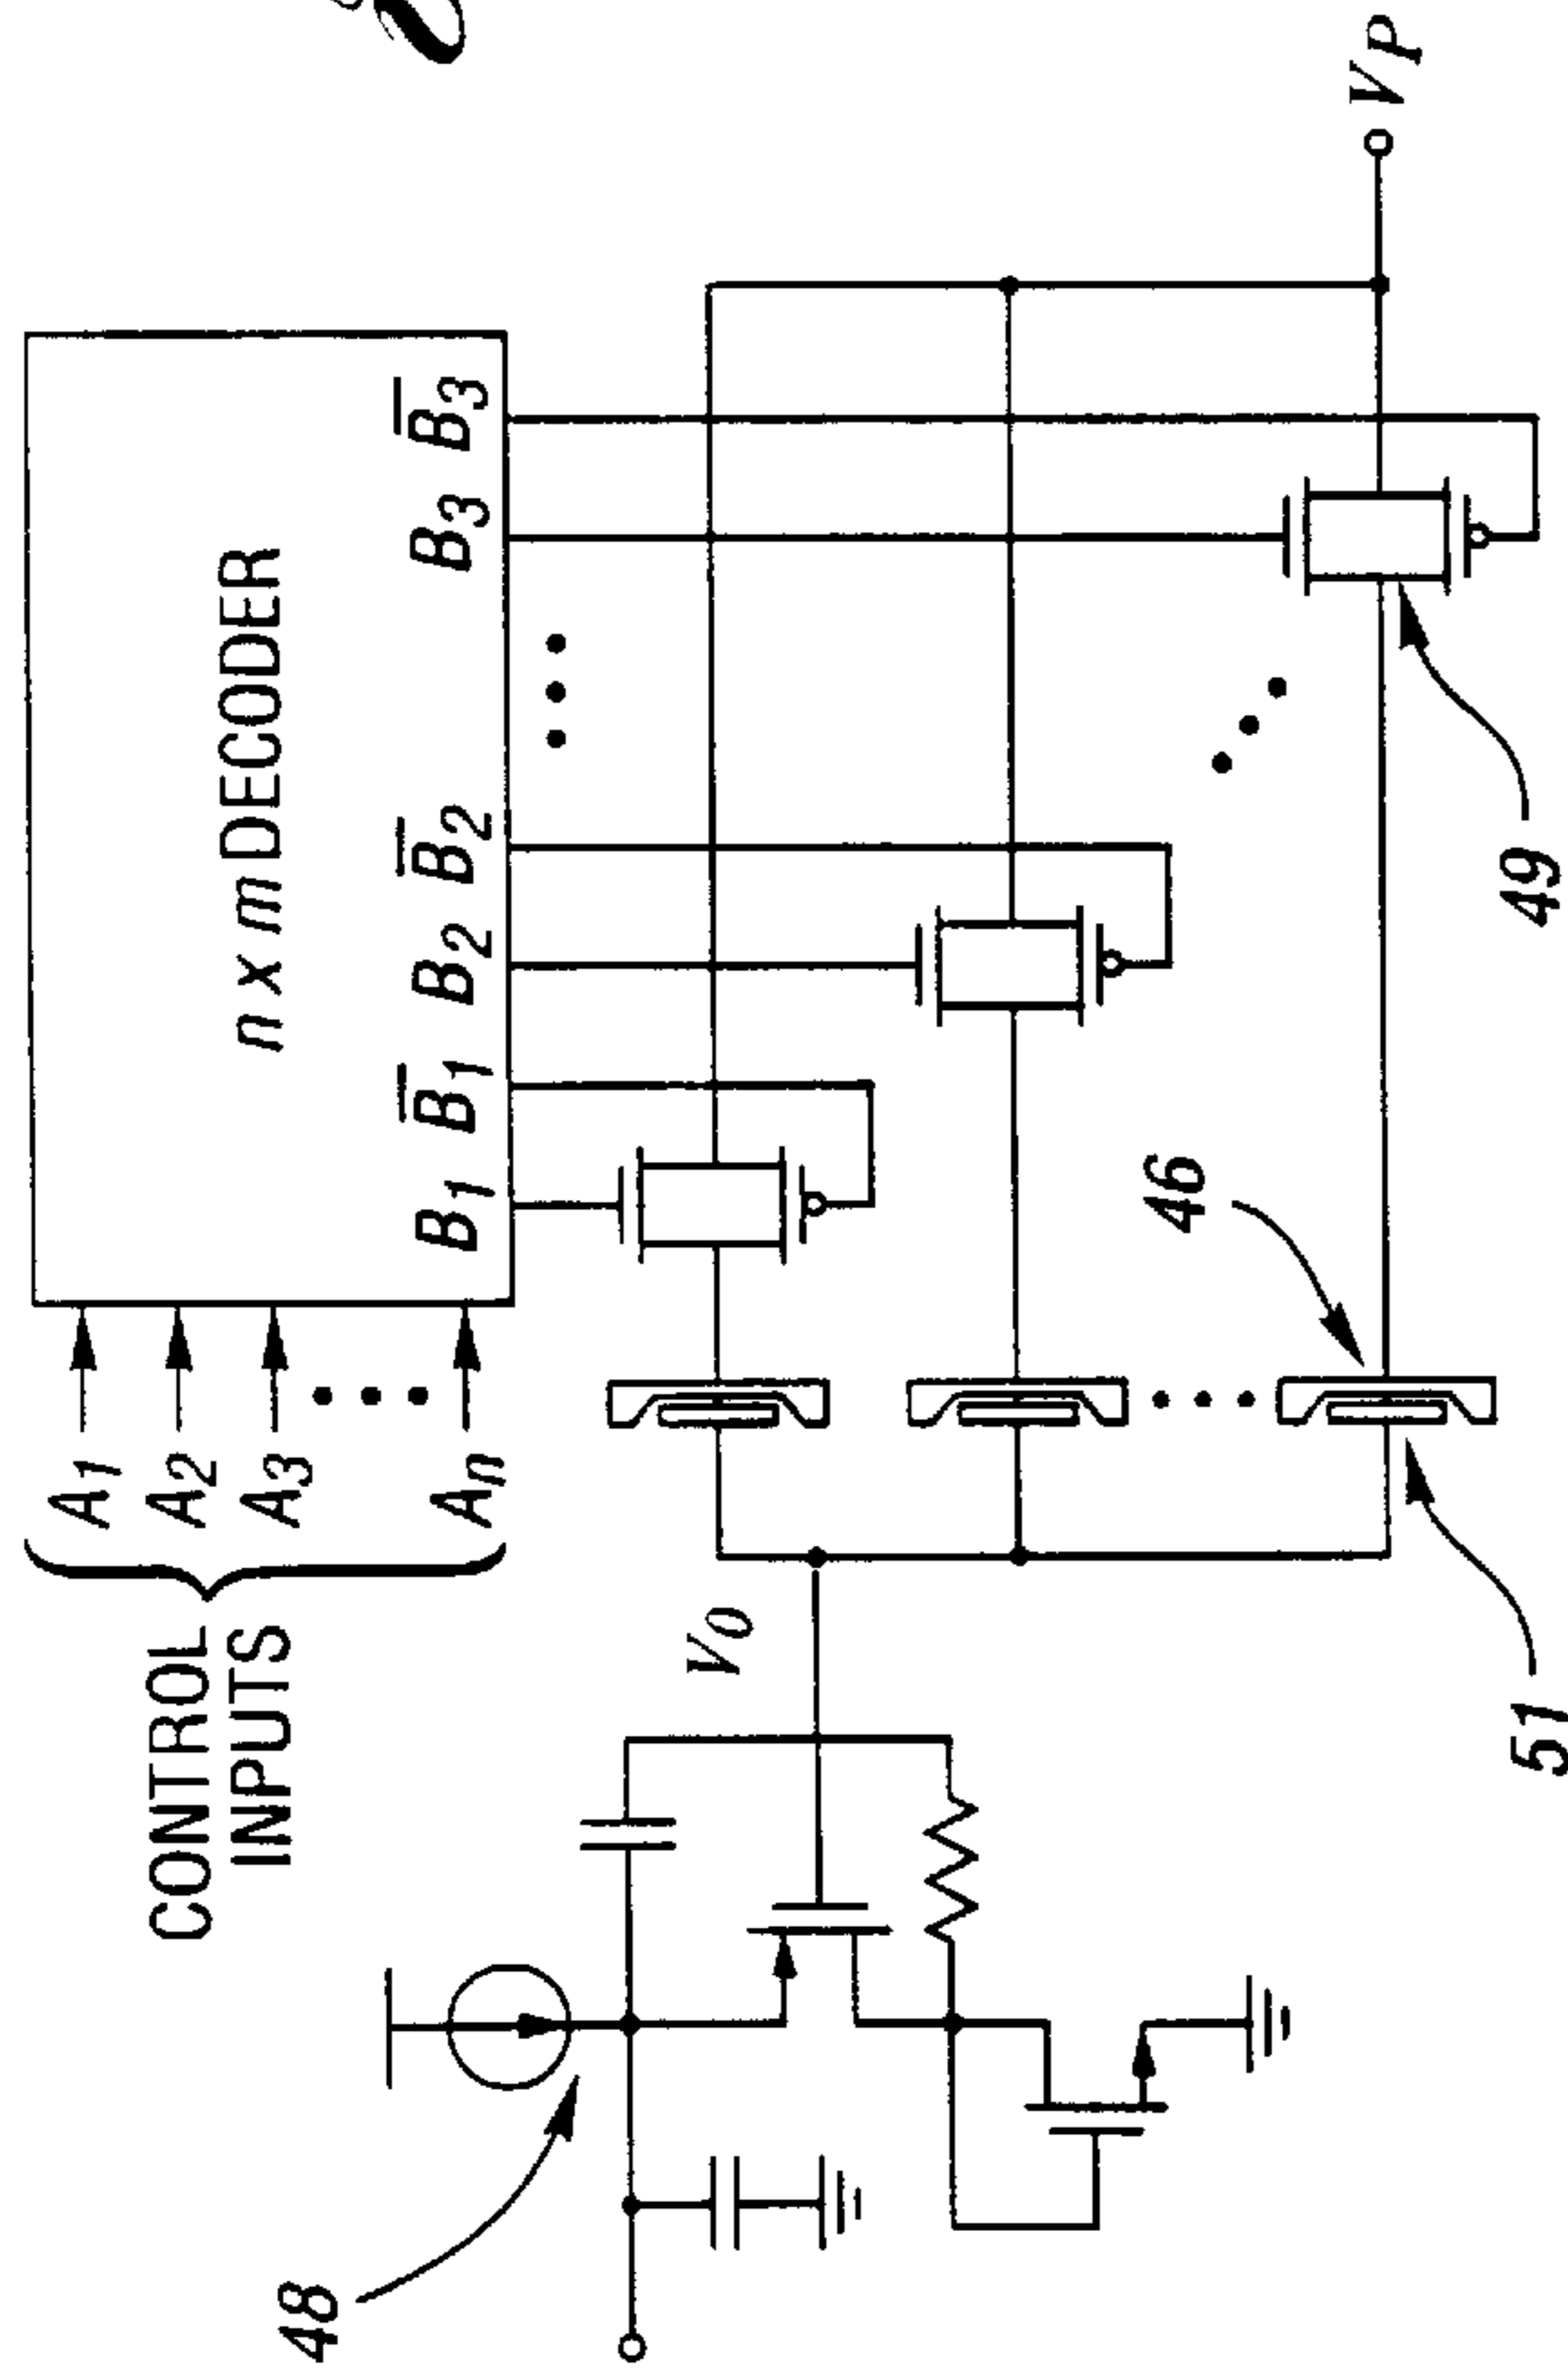 CONTROL
INPUTS
A1
A2
A3
An
n x m DECODER
B1
B̅1
B2
B̅2
B3
B̅3
V0
VP
48
46
51
49